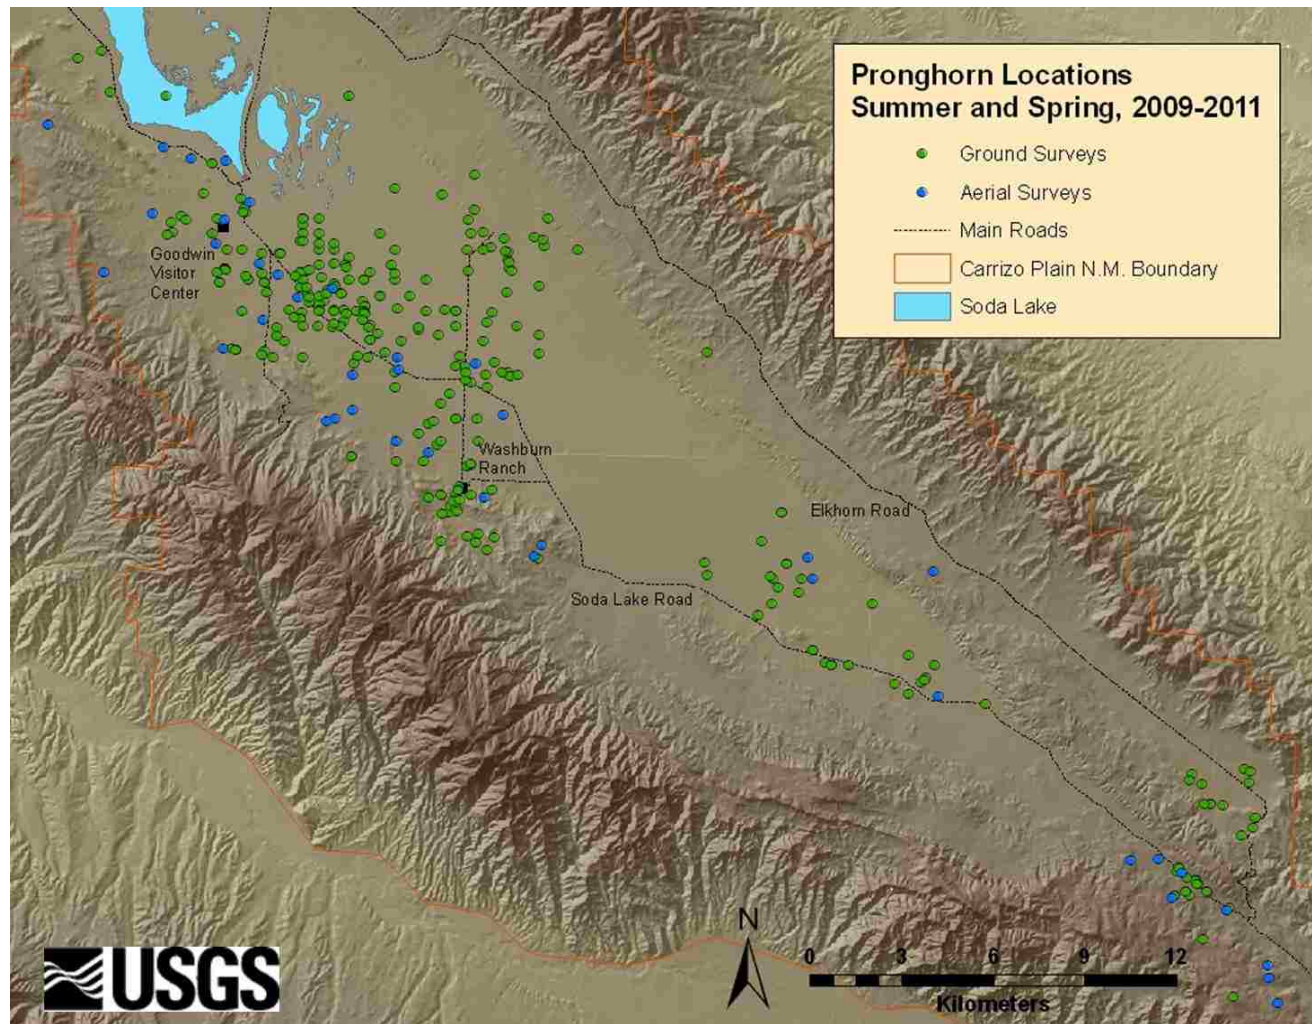 Pronghorn Locations
Summer and Spring, 2009-2011
Ground Surveys
Aerial Surveys
Main Roads
Carrizo Plain N.M. Boundary
Soda Lake
Goodwin
Visitor
Center
Washburn
Ranch
Elkhorn Road
Soda Lake Road
N
0 3 6 9 12
Kilometers
USGS